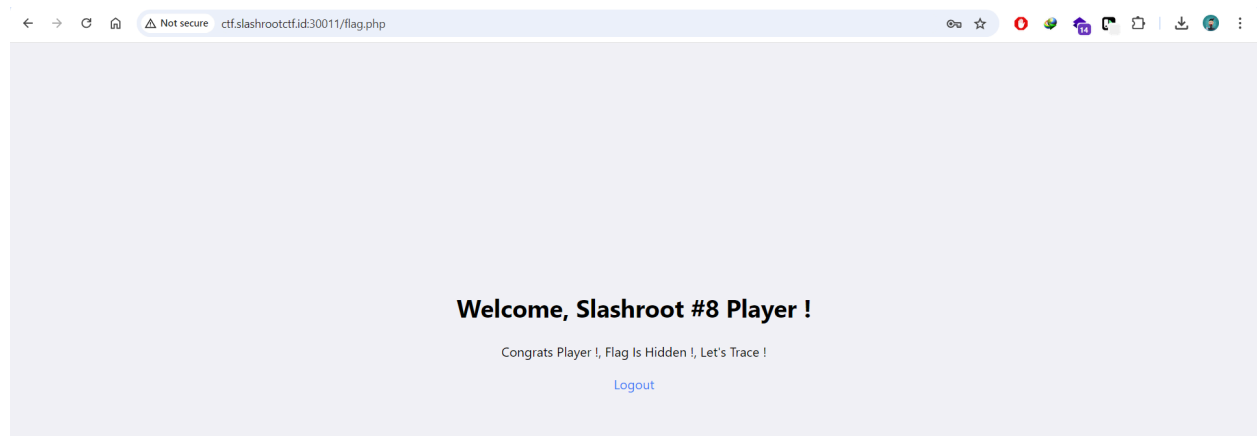 Not secure ctf.slashrootctf.id:30011/flag.php
14
Welcome, Slashroot #8 Player !
Congrats Player !, Flag Is Hidden !, Let's Trace !
Logout